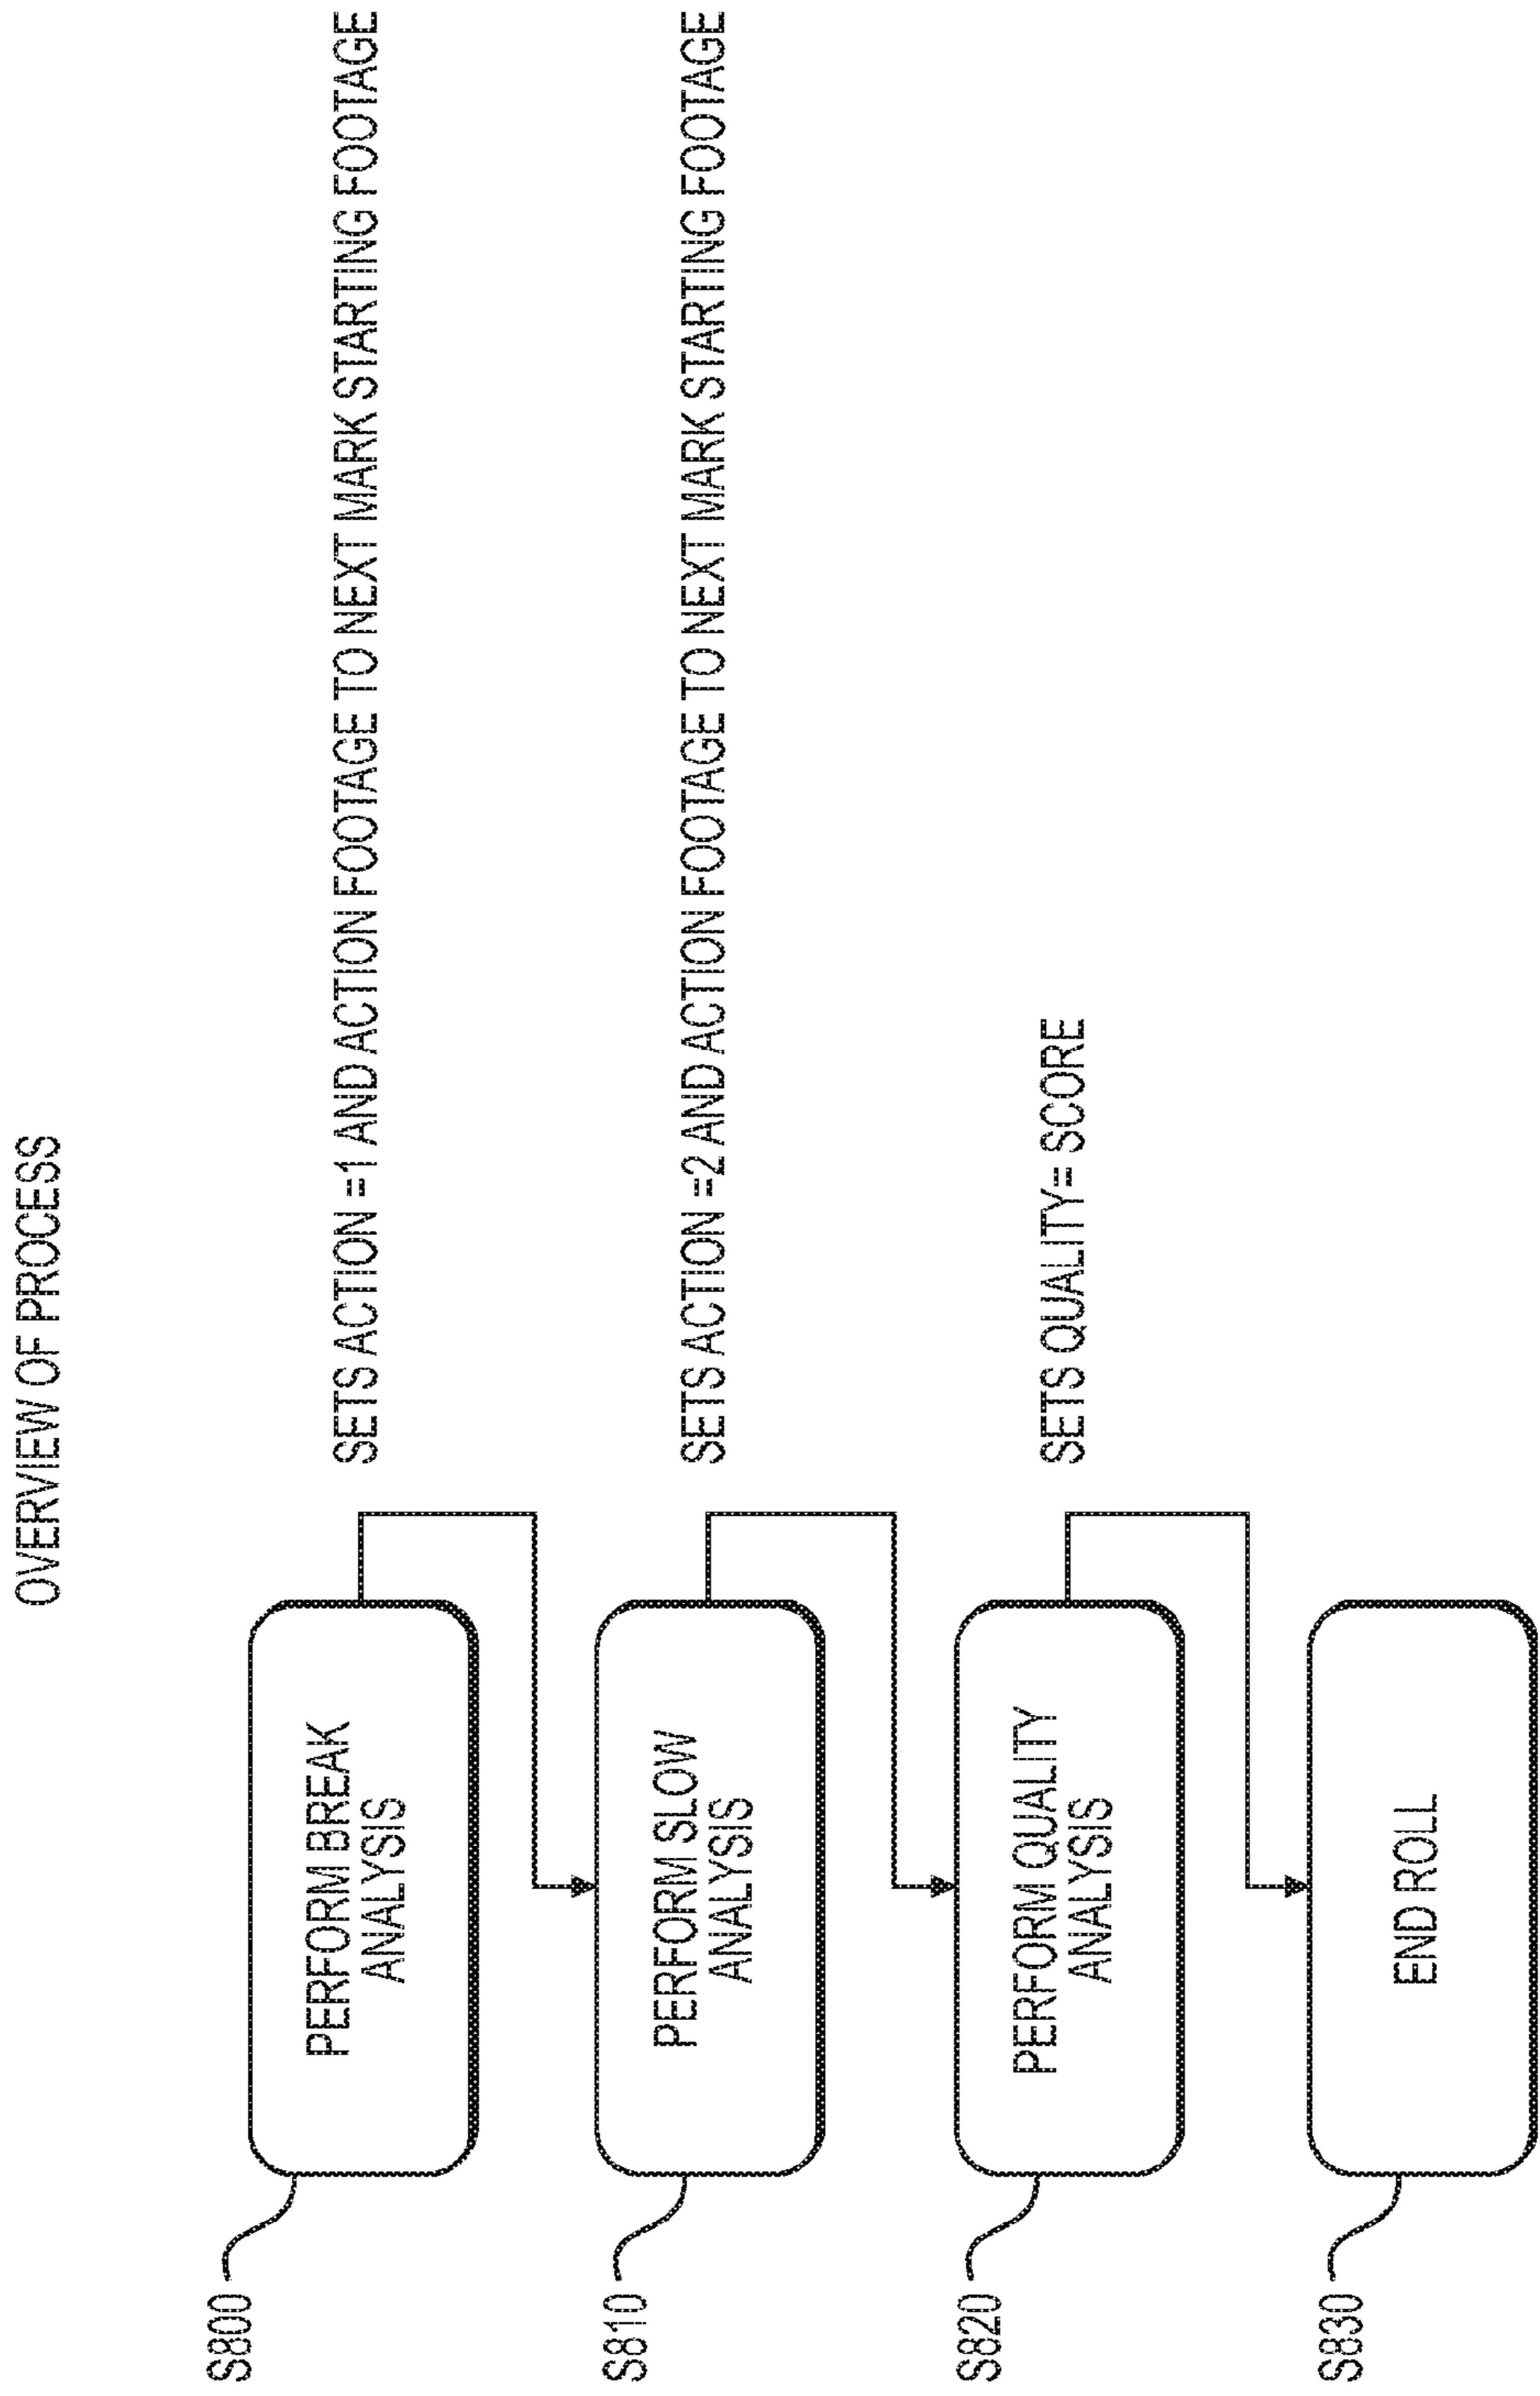 OVERVIEW OF PROCESS
S800
PERFORM BREAK
ANALYSIS
SETS ACTION =1 AND ACTION FOOTAGE TO NEXT MARK STARTING FOOTAGE
S810
PERFORM SLOW
ANALYSIS
SETS ACTION =2 AND ACTION FOOTAGE TO NEXT MARK STARTING FOOTAGE
S820
PERFORM QUALITY
ANALYSIS
SETS QUALITY= SCORE
S830
END ROLL